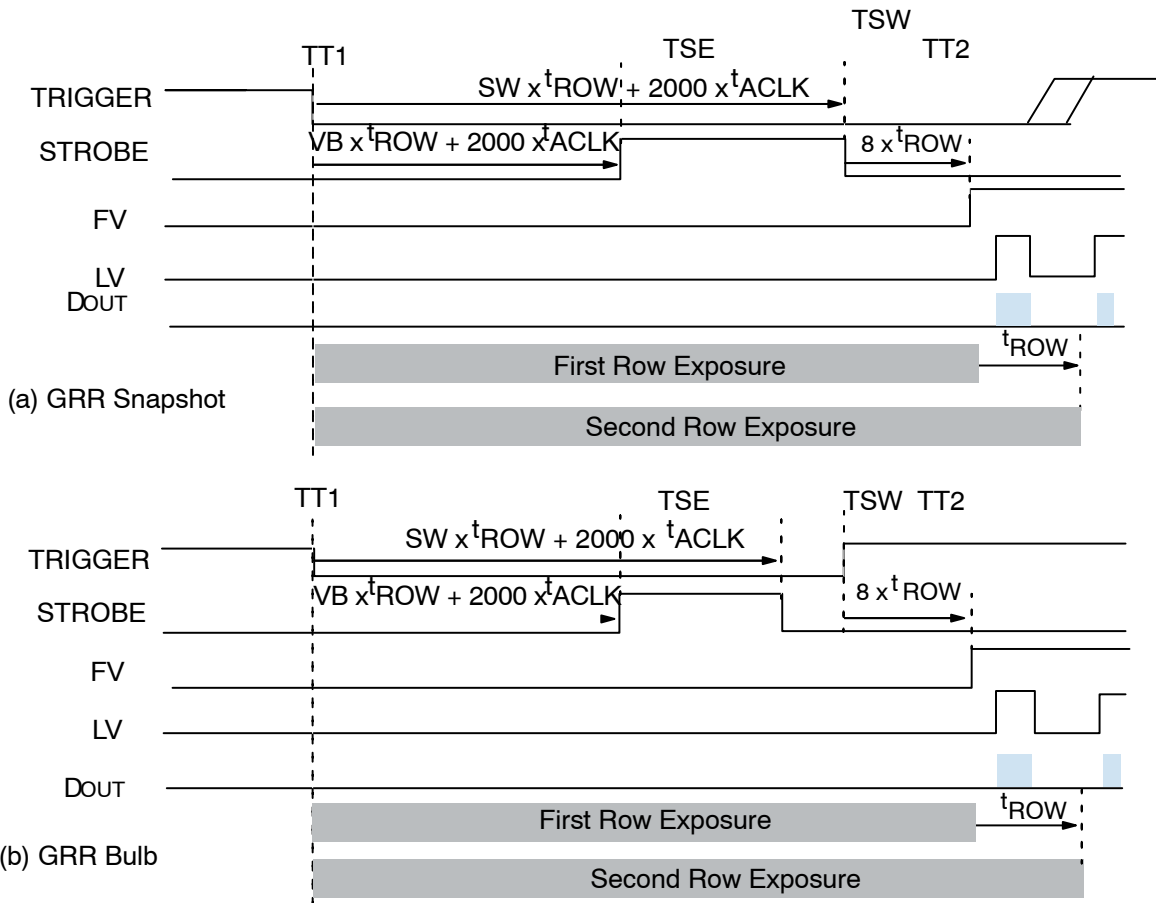 TSW
TT1 TSE TT2
TRIGGER SW x tROW + 2000 x tACLK
STROBE VB x tROW + 2000 x tACLK 8 x tROW
FV
LV
DOUT
tROW
First Row Exposure
(a) GRR Snapshot
Second Row Exposure
TT1 TSE TSW TT2
TRIGGER SW x tROW + 2000 x tACLK
STROBE VB x tROW + 2000 x tACLK 8 x tROW
FV
LV
DOUT
First Row Exposure tROW
(b) GRR Bulb
Second Row Exposure